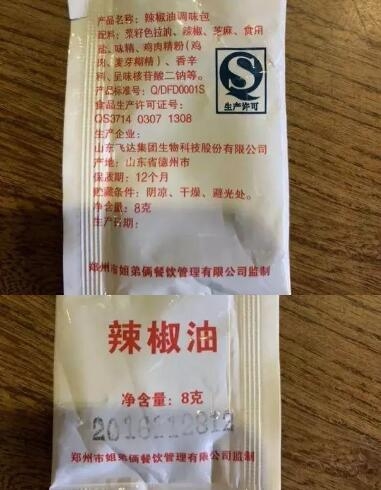 产品名称: 辣椒油调味包
配料: 菜籽色拉油、辣椒、芝麻、食用
盐、味精、鸡肉精粉(鸡
肉、麦芽糊精)、香辛
料、呈味核苷酸二钠等。
产品标准号: Q/DFD0001S
食品生产许可证号:
QS3714 0307 1308
生产企业:
山东飞达集团生物科技股份有限公司
产地: 山东省德州市
保质期: 12个月
贮藏条件: 阴凉、干燥、避光处。
净含量: 8克
生产日期:
生产许可
郑州市姐弟俩餐饮管理有限公司监制
辣椒油
净含量: 8克
2016112812
郑州市姐弟俩餐饮管理有限公司监制